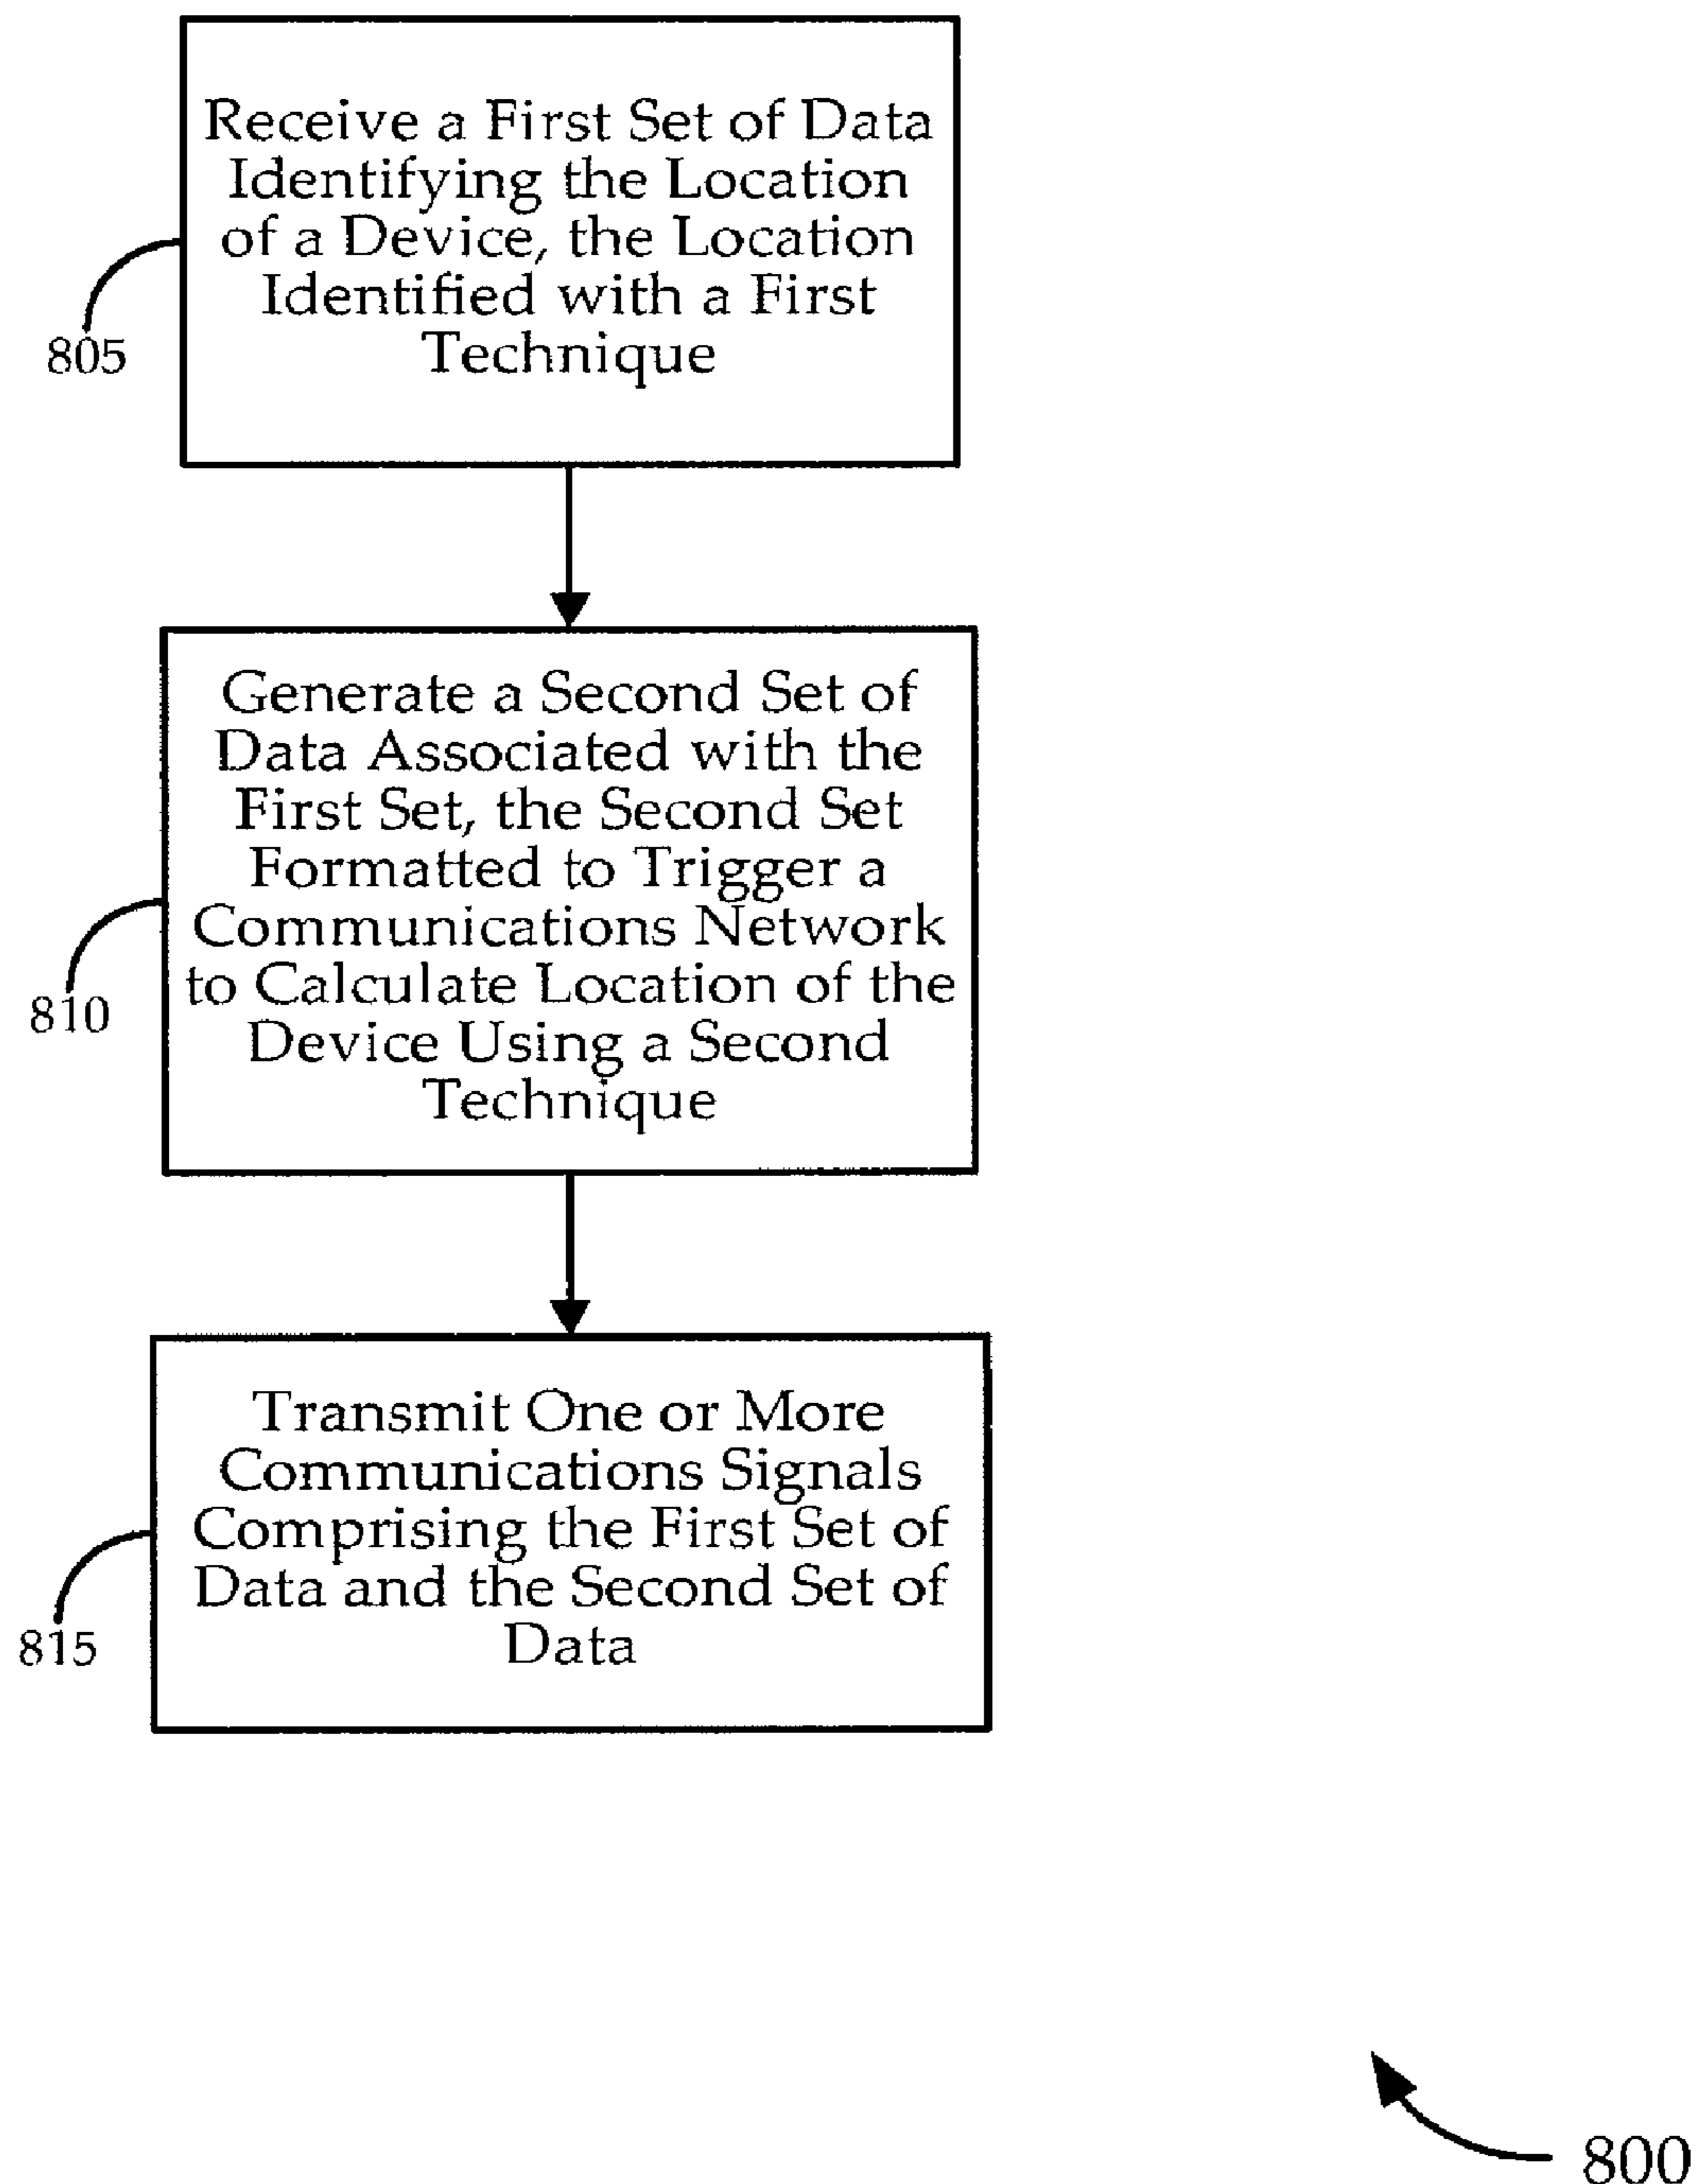 Receive a First Set of Data
Identifying the Location
of a Device, the Location
Identified with a First
Technique
805
Generate a Second Set of
Data Associated with the
First Set, the Second Set
Formatted to Trigger a
Communications Network
to Calculate Location of the
Device Using a Second
Technique
810
Transmit One or More
Communications Signals
Comprising the First Set of
Data and the Second Set of
Data
815
800